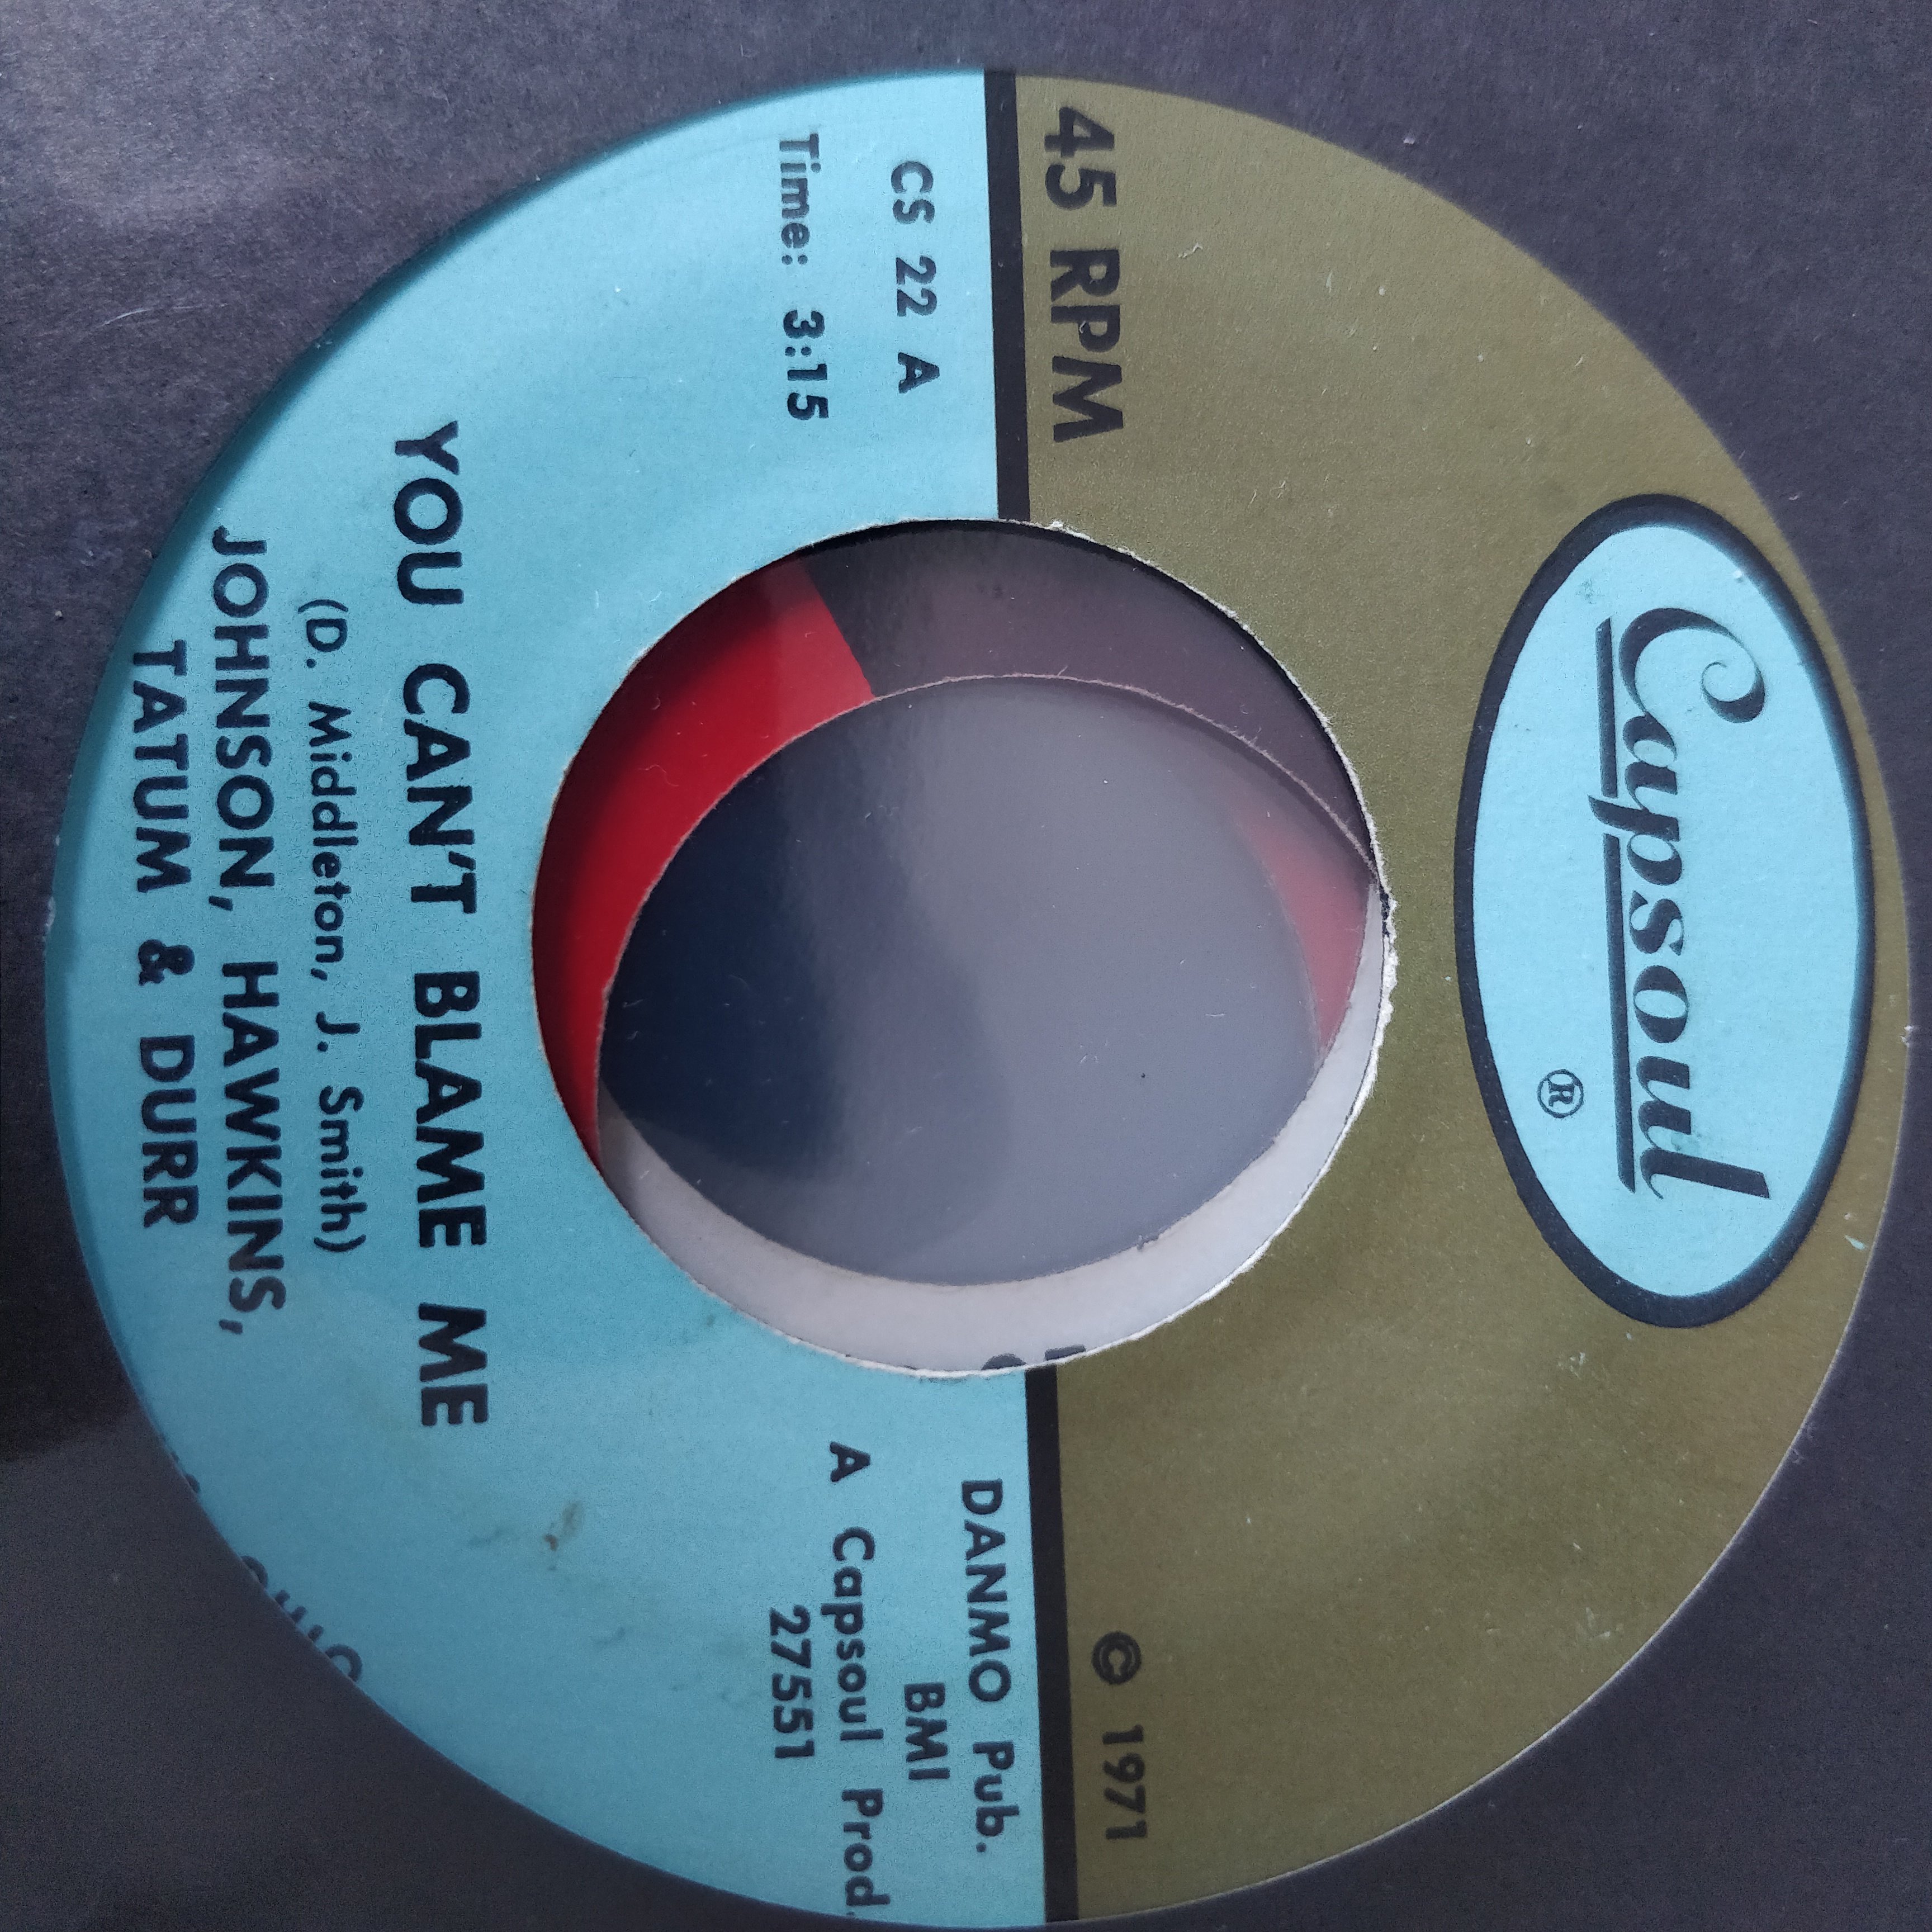 Capsoul
®
45 RPM
© 1971
CS 22 A
Time: 3:15
DANMO Pub.
BMI
A Capsoul Prod.
27551
YOU CAN'T BLAME ME
(D. Middleton, J. Smith)
JOHNSON, HAWKINS,
TATUM & DURR